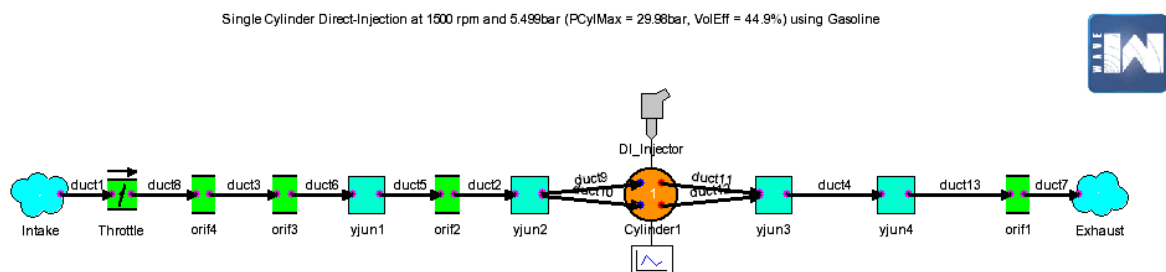 Single Cylinder Direct-Injection at 1500 rpm and 5.499bar (PCylMax = 29.98bar, VolEff = 44.9%) using Gasoline
WAVE
DI_Injector
duct1 duct8 duct3 duct6 duct5 duct2 duct9 duct11 duct4 duct13 duct7
duct10 duct12
1
Intake Throttle orif4 orif3 yjun1 orif2 yjun2 Cylinder1 yjun3 yjun4 orif1 Exhaust